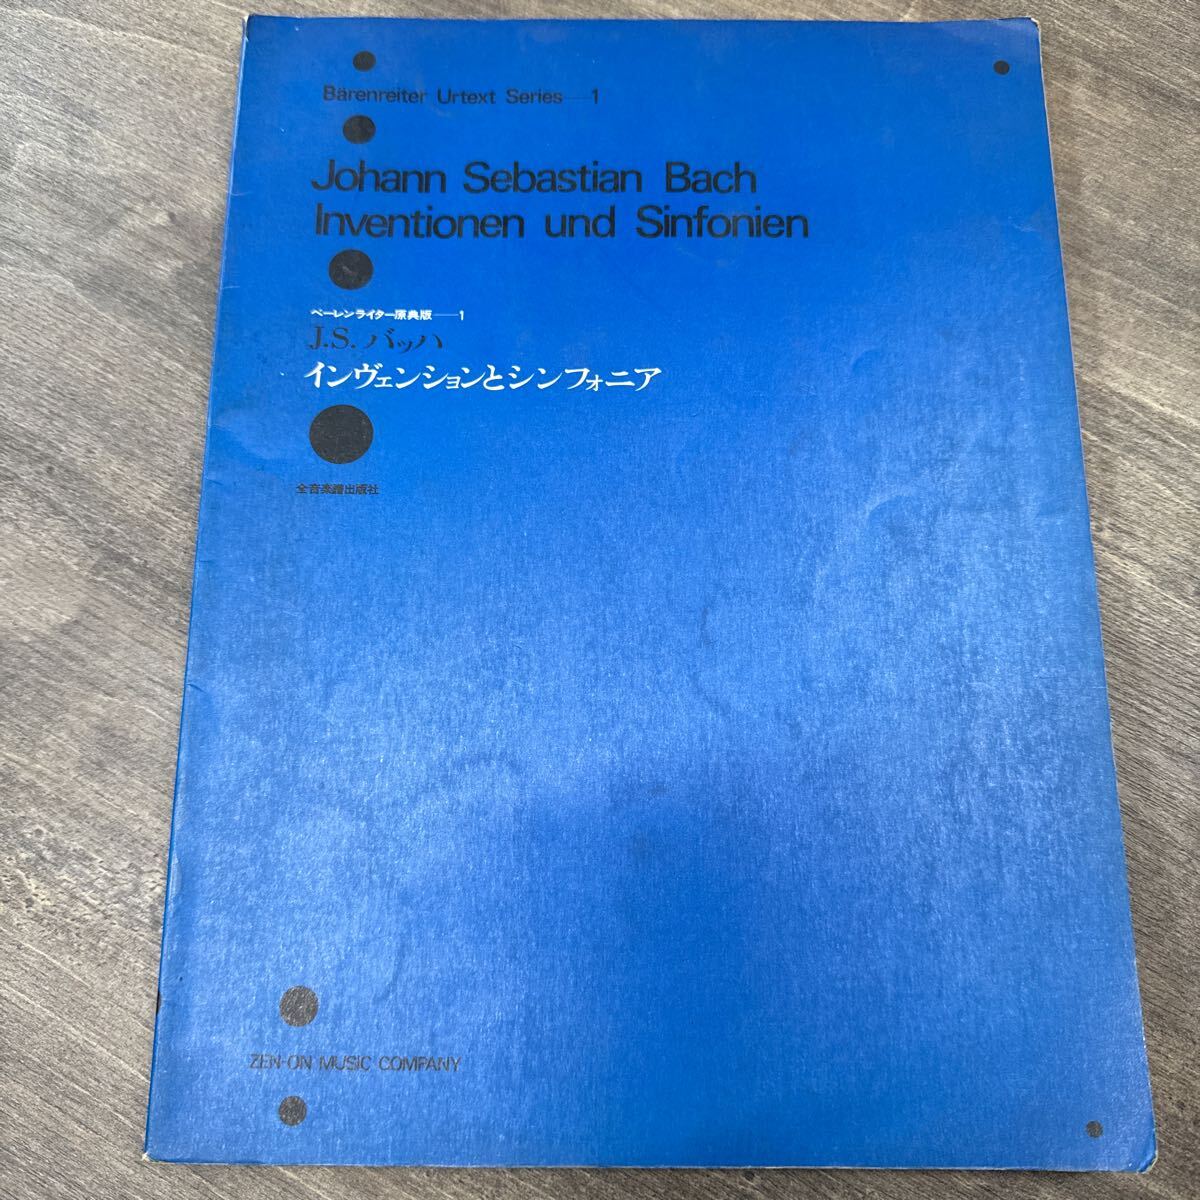 Bärenreiter Urtext Series—1
Johann Sebastian Bach
Inventionen und Sinfonien
ベーレンライター原典版——1
J.S. バッハ
インヴェンションとシンフォニア
全音楽譜出版社
ZEN-ON MUSIC COMPANY